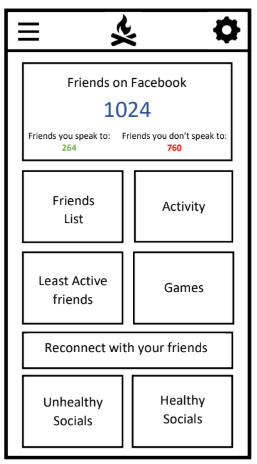 Friends on Facebook
1024
Friends you speak to: Friends you don't speak to:
264 760
Friends
List
Activity
Least Active
friends
Games
Reconnect with your friends
Unhealthy
Socials
Healthy
Socials